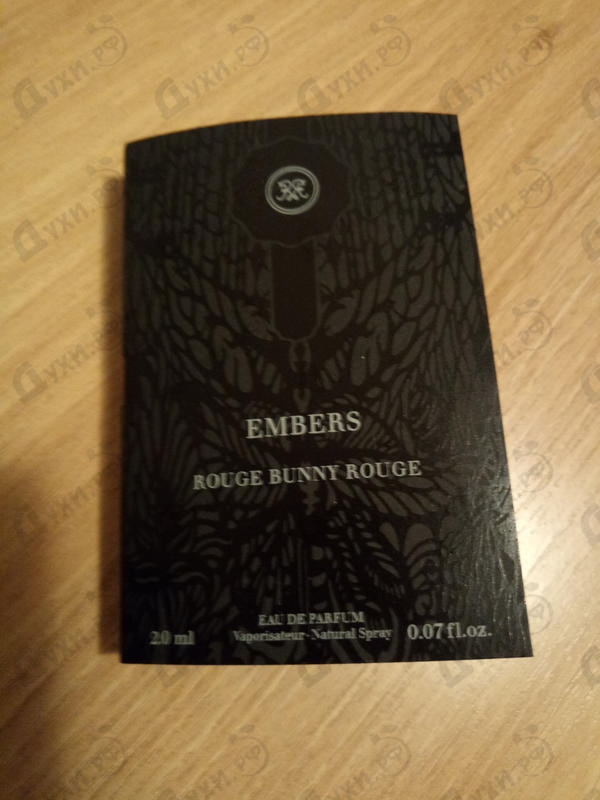 EMBERS
ROUGE BUNNY ROUGE
EAU DE PARFUM
2.0 ml Vaporisateur-Natural Spray 0.07 fl.oz.
Духи.рф